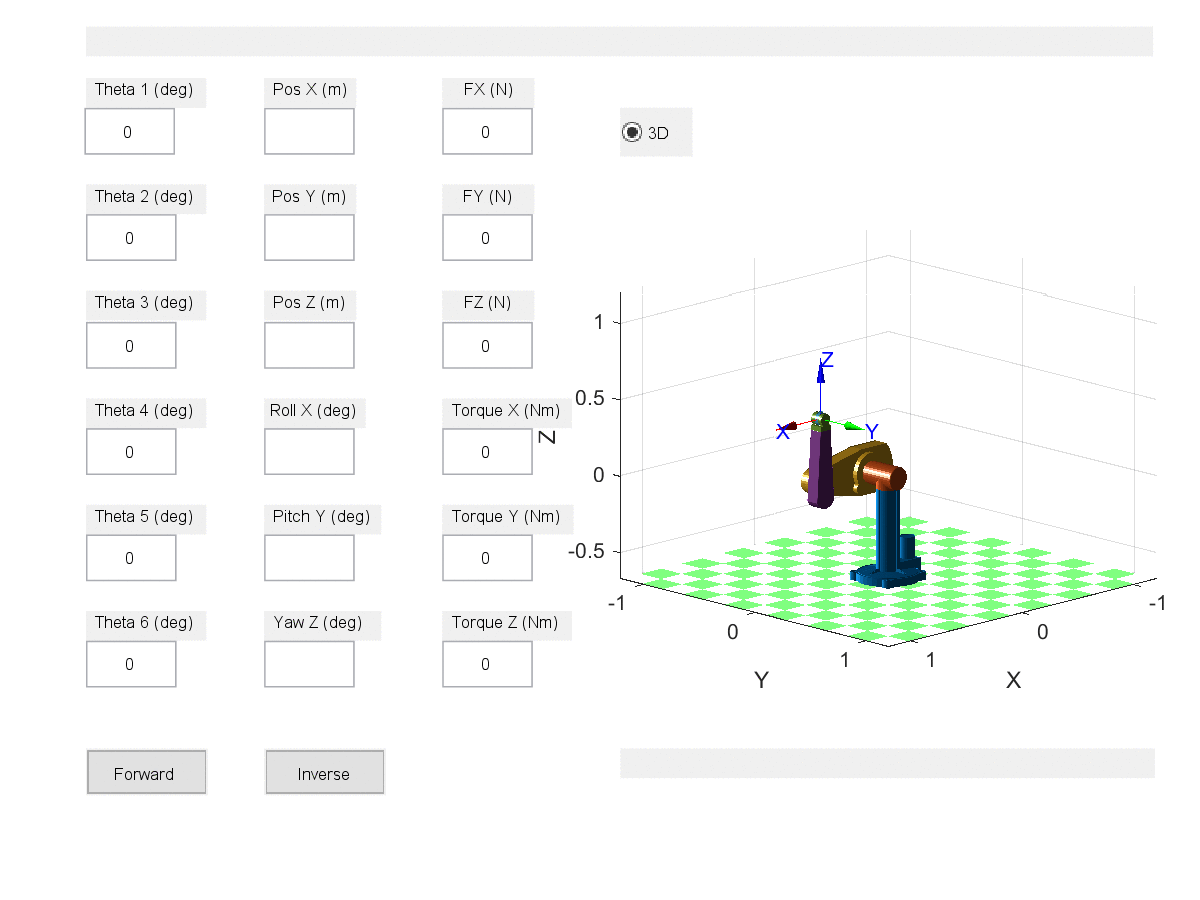 Theta 1 (deg) Pos X (m) FX (N)
0 0 3D
Theta 2 (deg) Pos Y (m) FY (N)
0 0
Theta 3 (deg) Pos Z (m) FZ (N)
0 0
Theta 4 (deg) Roll X (deg) Torque X (Nm)
0 0
Theta 5 (deg) Pitch Y (deg) Torque Y (Nm)
0 0
Theta 6 (deg) Yaw Z (deg) Torque Z (Nm)
0 0
Forward Inverse
1
0.5
0
-0.5
Z
Z
X Y
-1 0 1
Y
1 0 -1
X